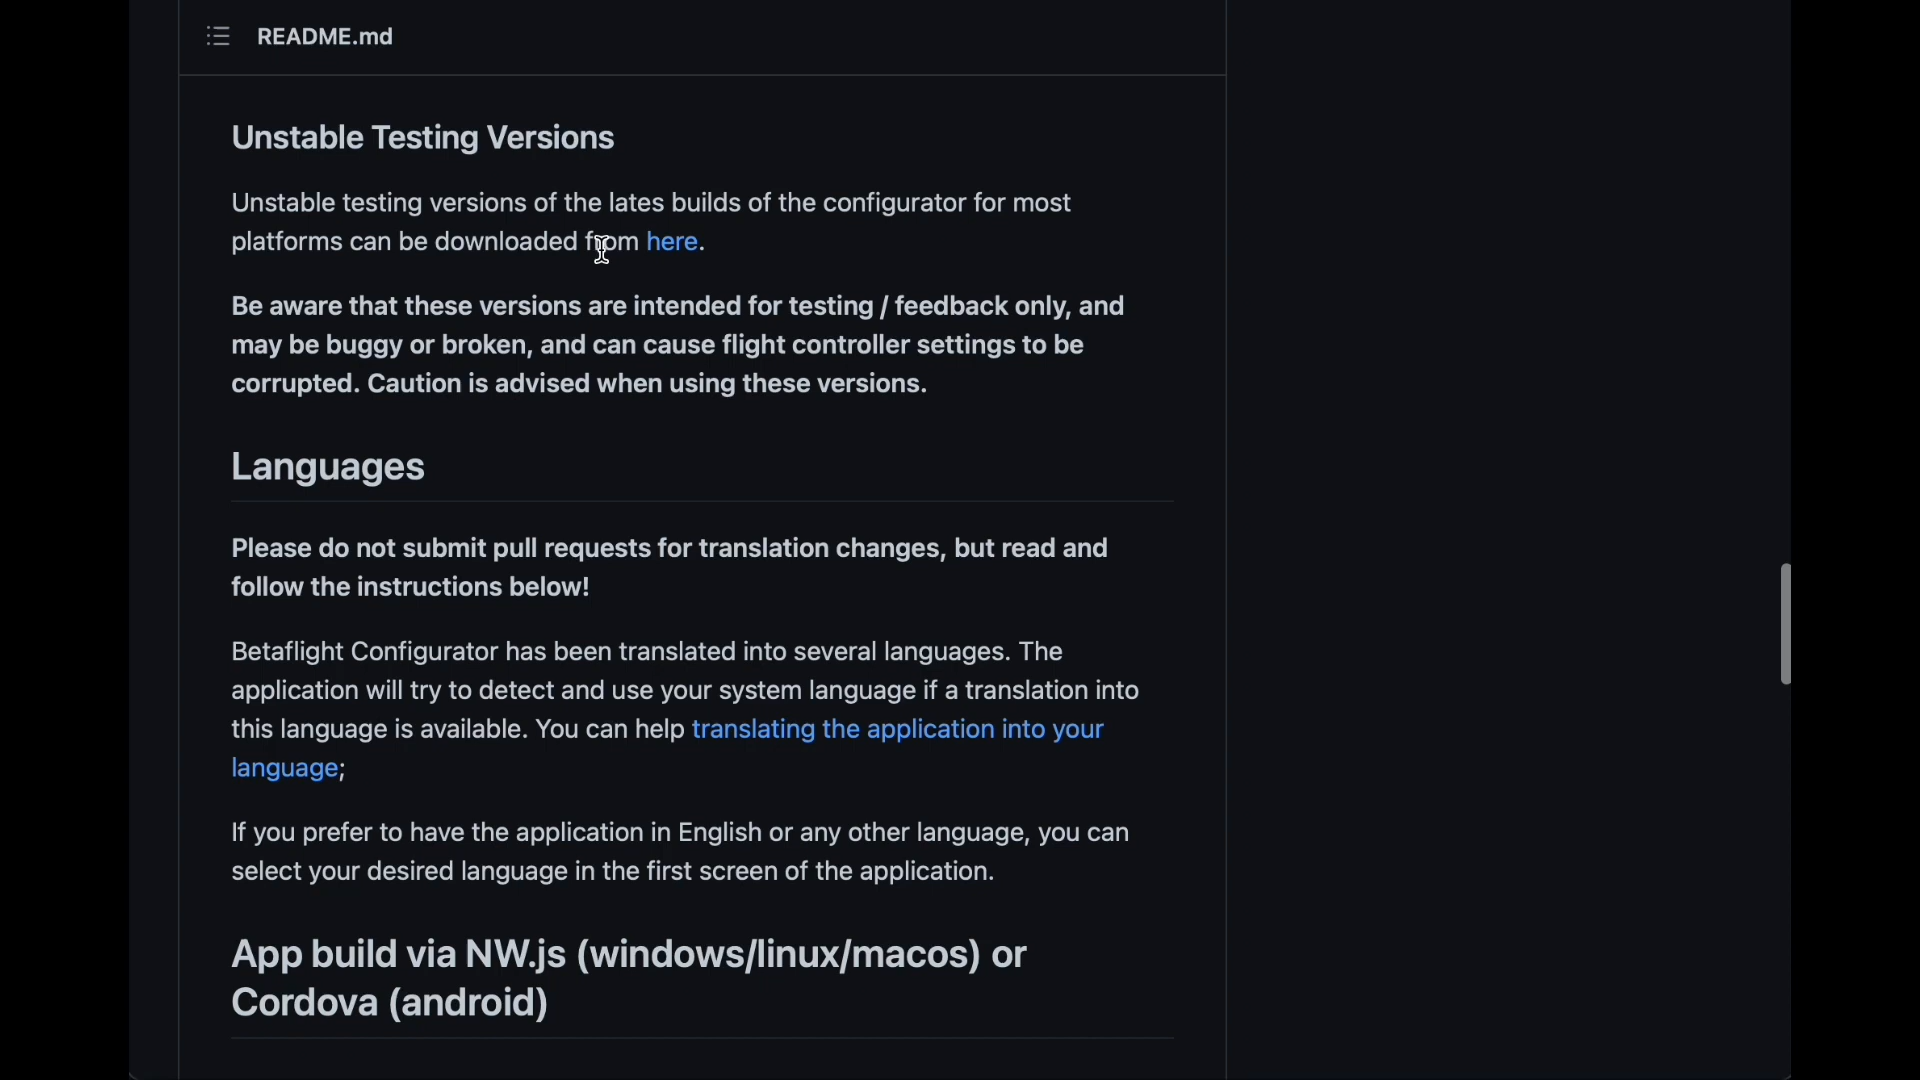 README.md
Unstable Testing Versions
Unstable testing versions of the lates builds of the configurator for most
platforms can be downloaded from here.
Be aware that these versions are intended for testing / feedback only, and
may be buggy or broken, and can cause flight controller settings to be
corrupted. Caution is advised when using these versions.
Languages
Please do not submit pull requests for translation changes, but read and
follow the instructions below!
Betaflight Configurator has been translated into several languages. The
application will try to detect and use your system language if a translation into
this language is available. You can help translating the application into your
language;
If you prefer to have the application in English or any other language, you can
select your desired language in the first screen of the application.
App build via NW.js (windows/linux/macos) or
Cordova (android)